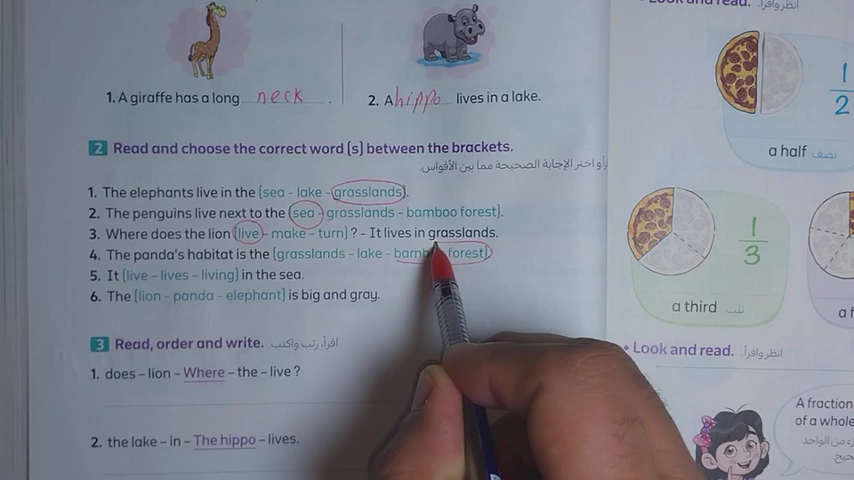 1. A giraffe has a long neck.
2. A hippo lives in a lake.
2 Read and choose the correct word (s) between the brackets.
و اختر الإجابة الصحيحة مما بين الأقواس.
1. The elephants live in the (sea - lake - grasslands).
2. The penguins live next to the (sea - grasslands - bamboo forest).
3. Where does the lion (live - make - turn) ? - It lives in grasslands.
4. The panda's habitat is the (grasslands - lake - bamboo forest)
5. It (live – lives – living) in the sea.
6. The (lion - panda - elephant) is big and gray.
3 Read, order and write. اقرأ، رتب واكتب.
1. does – lion – Where – the – live ?
2. the lake – in – The hippo – lives.
• Look and read. انظر واقرأ.
1
2
a half نصف
1
3
a third ثلث
a f
• Look and read. انظر واقرأ.
A fraction
of a whole
من الواحد